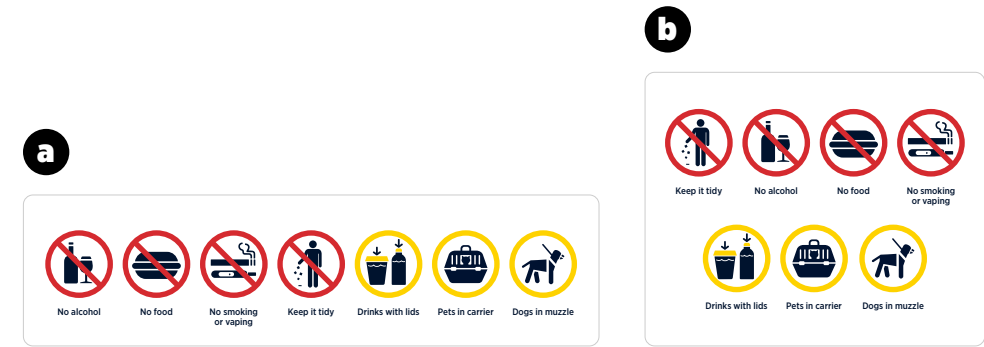 a
No alcohol
No food
No smoking
or vaping
Keep it tidy
Drinks with lids
Pets in carrier
Dogs in muzzle
b
Keep it tidy
No alcohol
No food
No smoking
or vaping
Drinks with lids
Pets in carrier
Dogs in muzzle